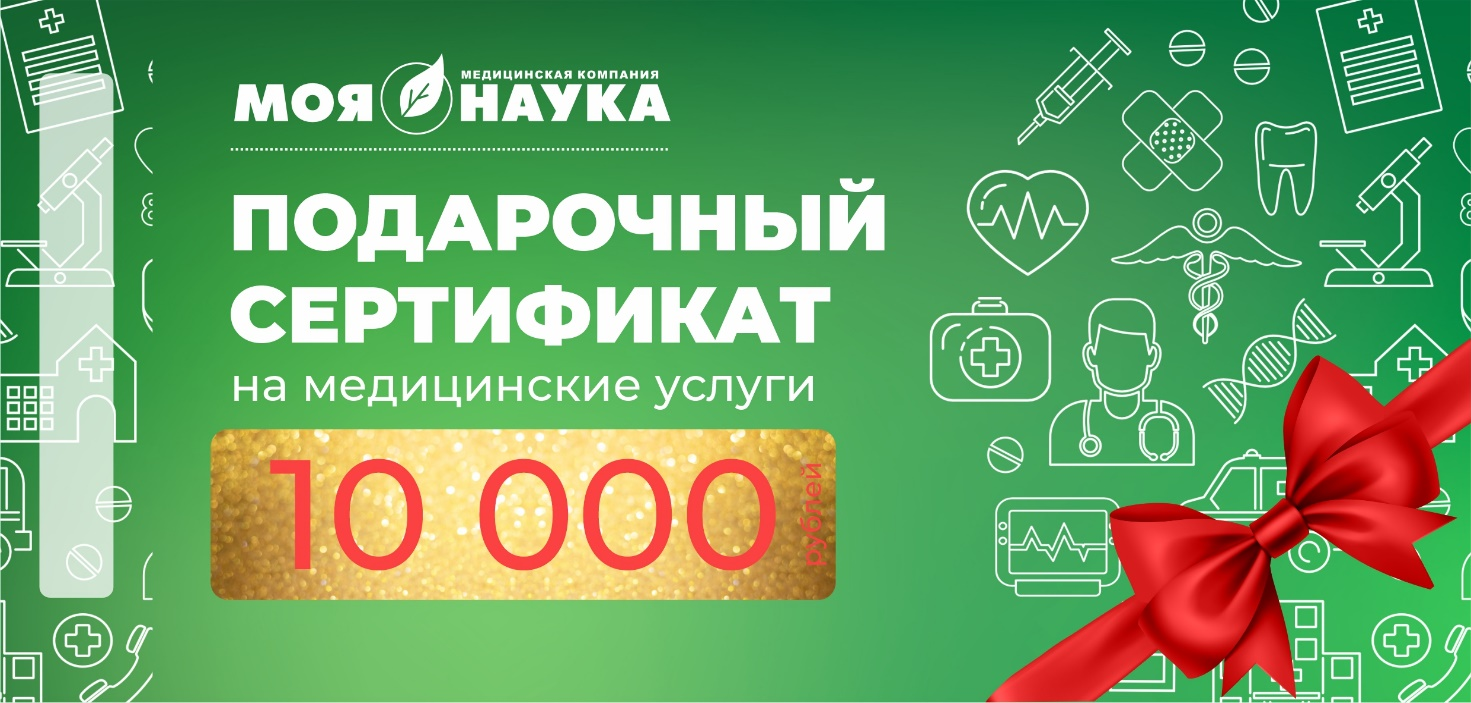 МЕДИЦИНСКАЯ КОМПАНИЯ
МОЯ НАУКА
ПОДАРОЧНЫЙ
СЕРТИФИКАТ
на медицинские услуги
10 000 рублей